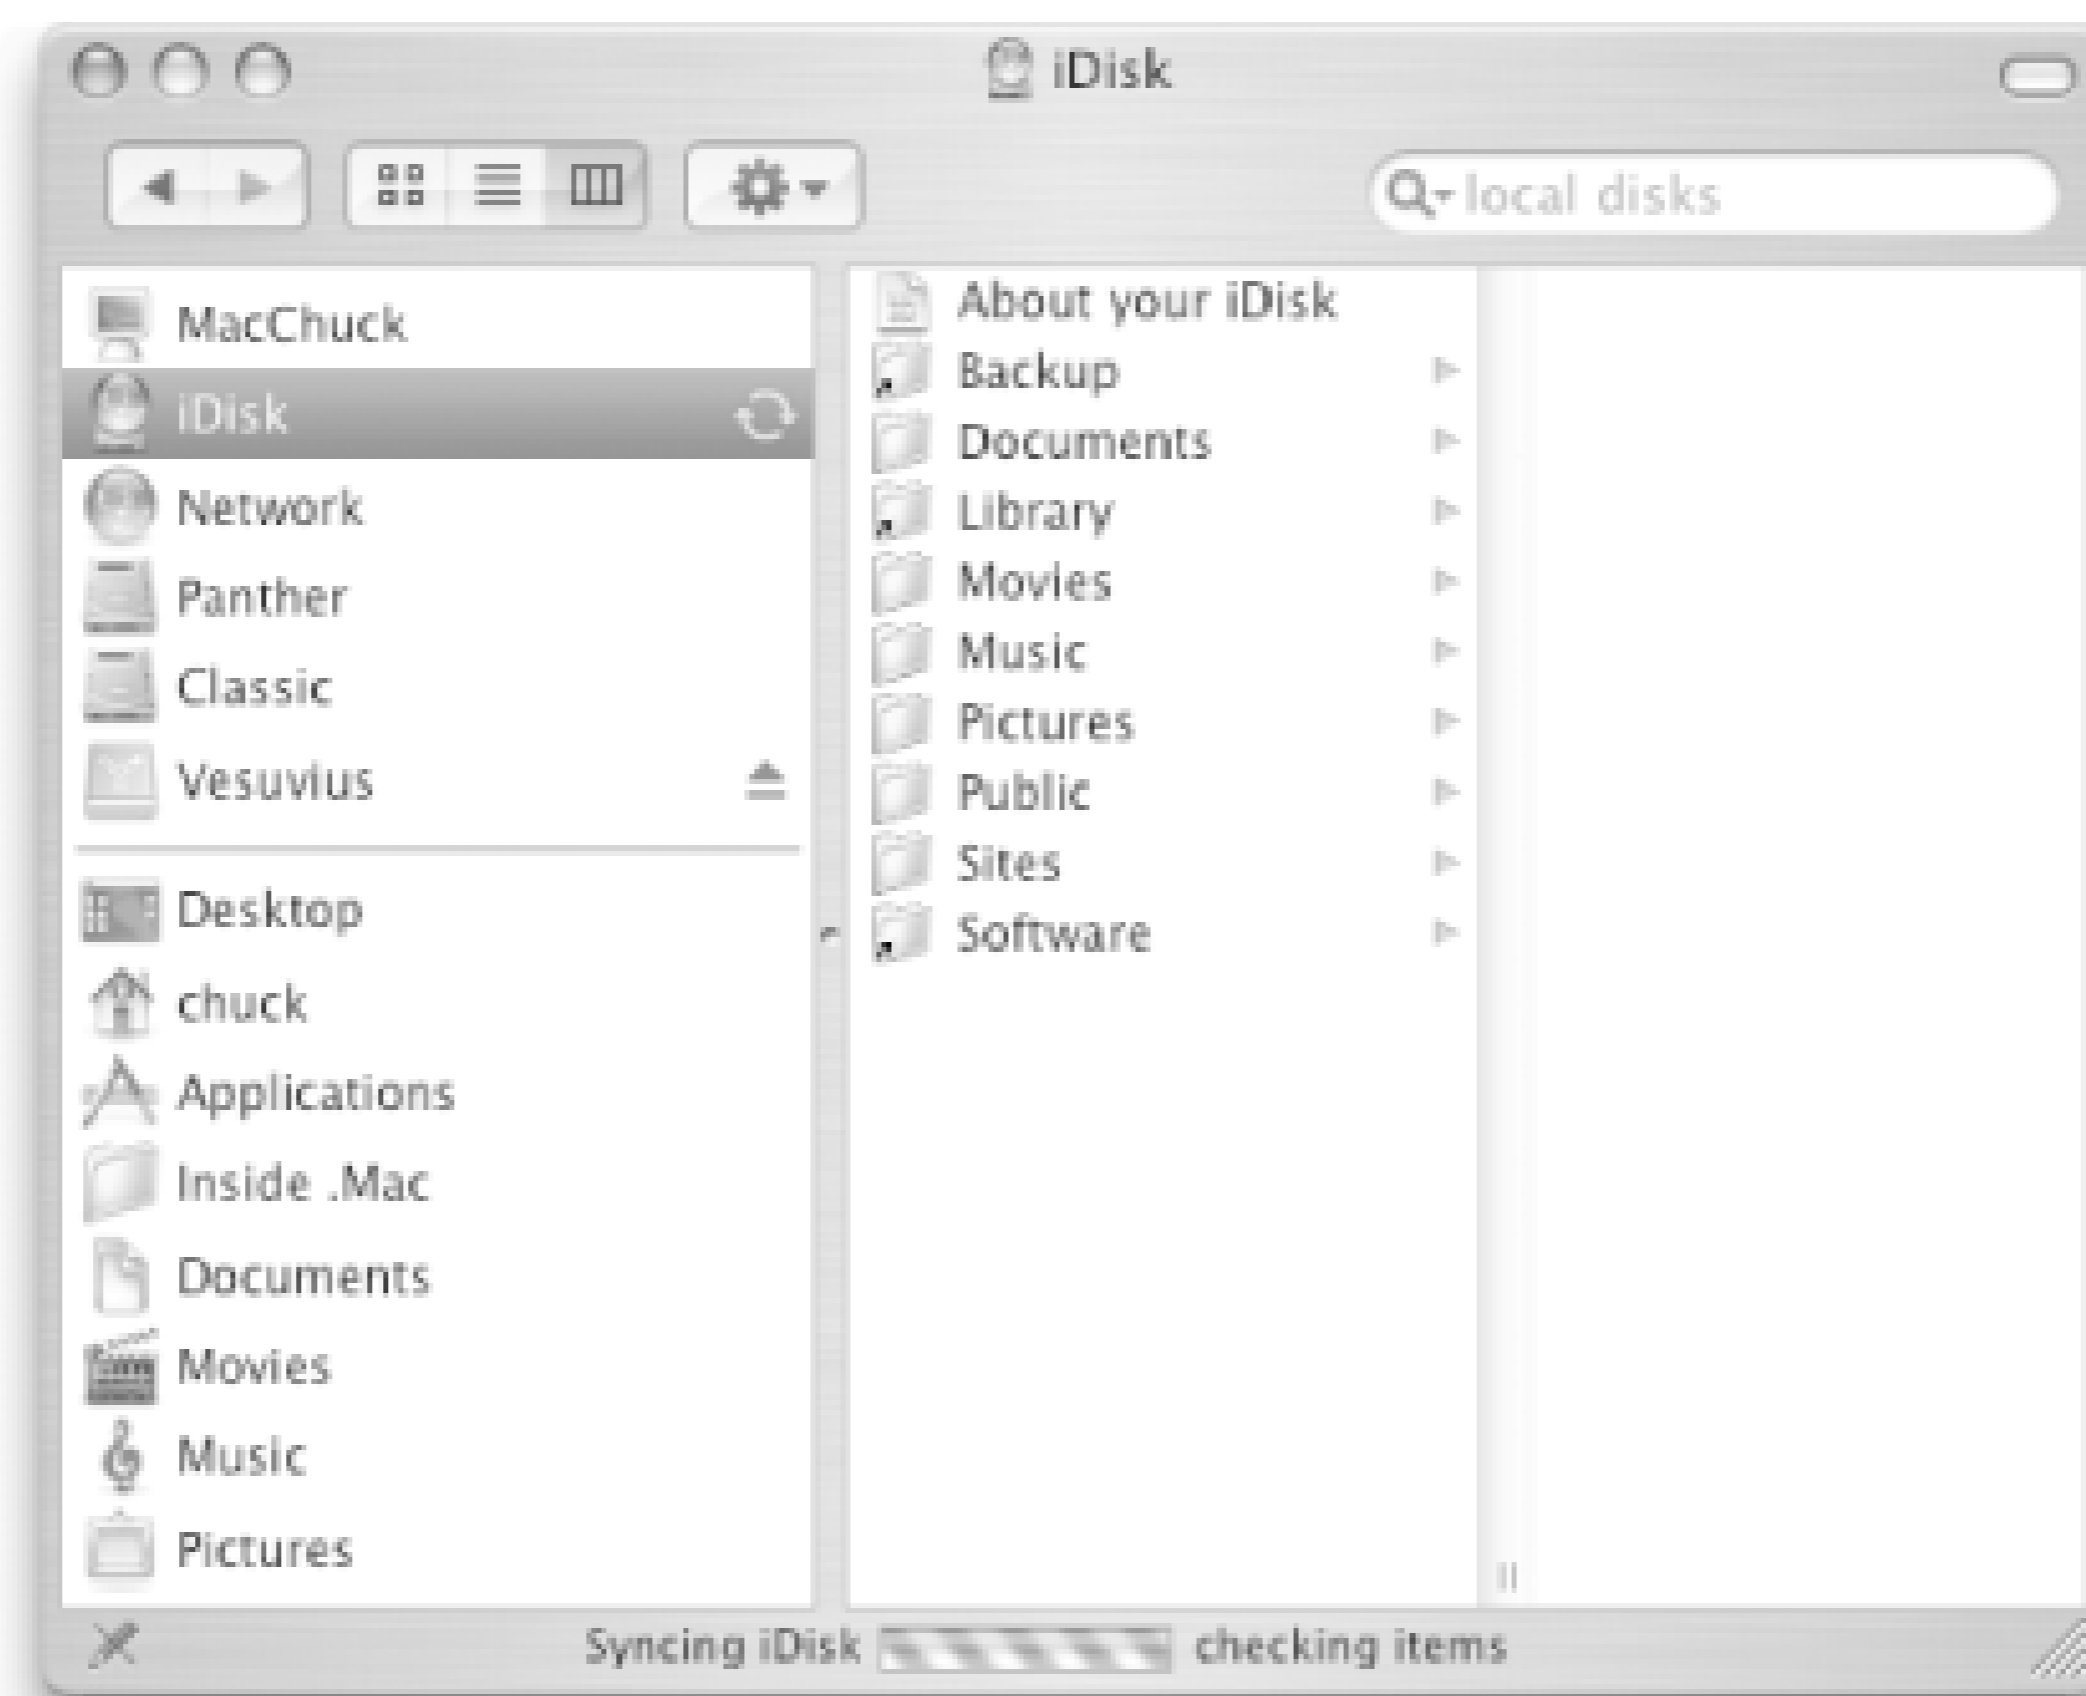 iDisk
local disks
MacChuck
iDisk
Network
Panther
Classic
Vesuvius
Desktop
chuck
Applications
Inside .Mac
Documents
Movies
Music
Pictures
About your iDisk
Backup
Documents
Library
Movies
Music
Pictures
Public
Sites
Software
Syncing iDisk checking items